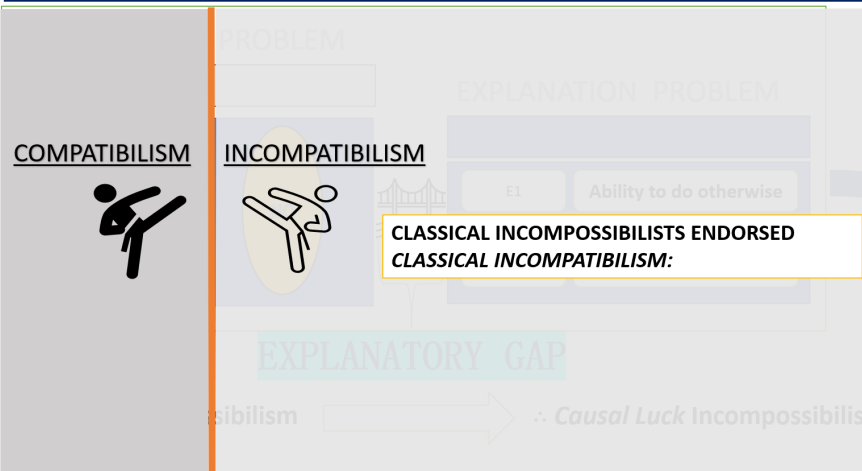 PROBLEM
EXPLANATION PROBLEM
COMPATIBILISM
INCOMPATIBILISM
E1
Ability to do otherwise
CLASSICAL INCOMPOSSIBILISTS ENDORSED
CLASSICAL INCOMPATIBILISM:
EXPLANATORY GAP
sibilism
∴ Causal Luck Incompossibilis